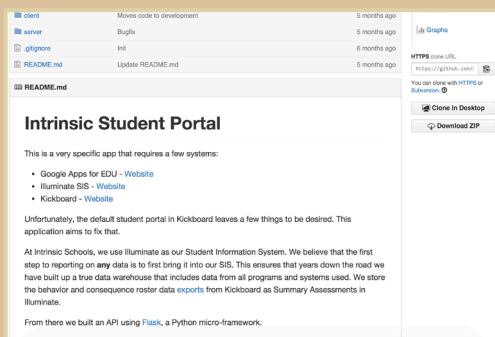 client Moves code to development 5 months ago
server Bugfix 5 months ago
.gitignore Init 6 months ago
README.md Update README.md 5 months ago
Graphs
HTTPS clone URL
https://github.com/
You can clone with HTTPS or
Subversion.
Clone in Desktop
Download ZIP
README.md
Intrinsic Student Portal
This is a very specific app that requires a few systems:
• Google Apps for EDU - Website
• Illuminate SIS - Website
• Kickboard - Website
Unfortunately, the default student portal in Kickboard leaves a few things to be desired. This
application aims to fix that.
At Intrinsic Schools, we use Illuminate as our Student Information System. We believe that the first
step to reporting on any data is to first bring it into our SIS. This ensures that years down the road we
have built up a true data warehouse that includes data from all programs and systems used. We store
the behavior and consequence roster data exports from Kickboard as Summary Assessments in
Illuminate.
From there we built an API using Flask, a Python micro-framework.